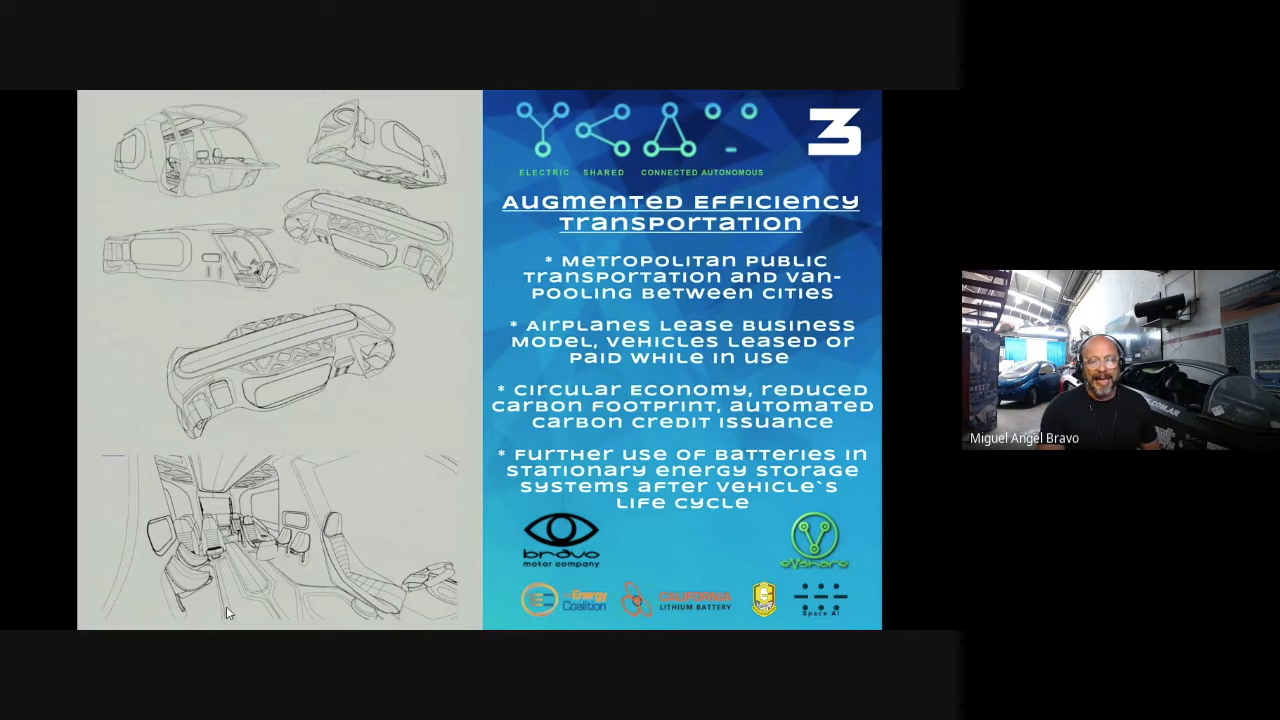 3
ELECTRIC SHARED CONNECTED AUTONOMOUS
Augmented Efficiency
Transportation
* Metropolitan Public
Transportation and Van-
pooling between cities
* Airplanes Lease Business
Model, vehicles leased or
paid while in use
* Circular Economy, reduced
carbon footprint, automated
carbon credit issuance
* Further use of batteries in
stationary energy storage
systems after vehicle`s
life cycle
bravo
motor company
evshare
Energy
Coalition
CALIFORNIA
LITHIUM BATTERY
Space AI
Miguel Angel Bravo